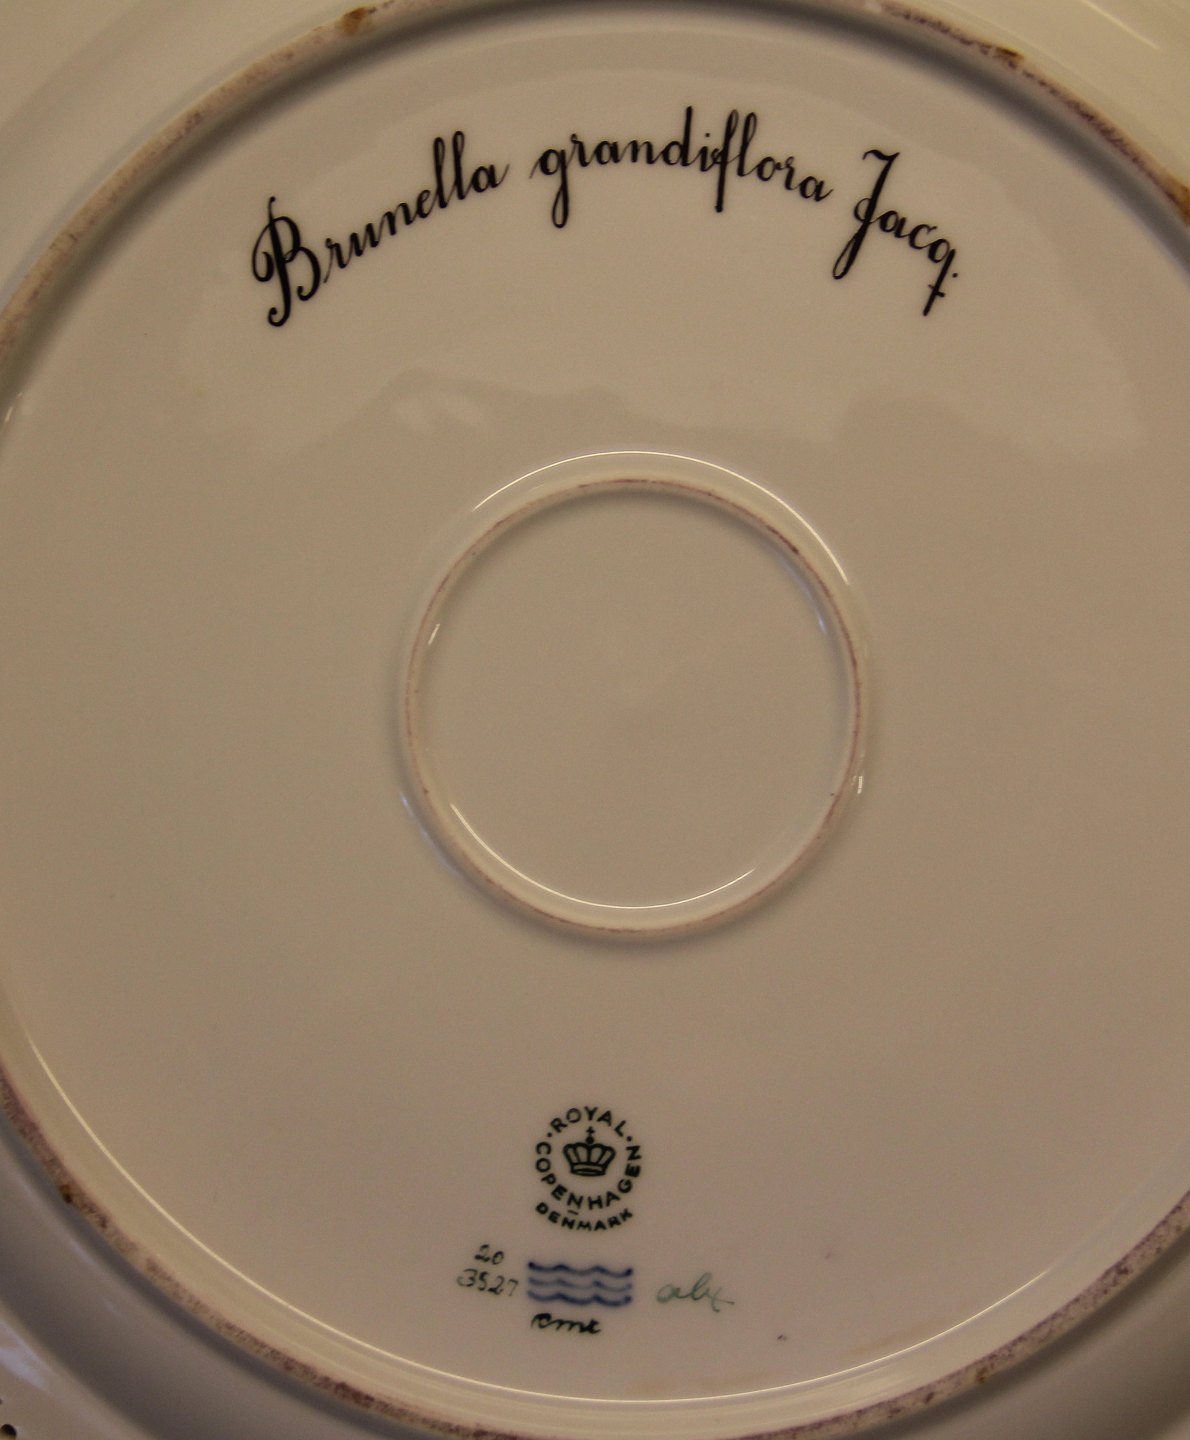 Brunella grandiflora Jacq.
ROYAL
COPENHAGEN
DENMARK
20
3527